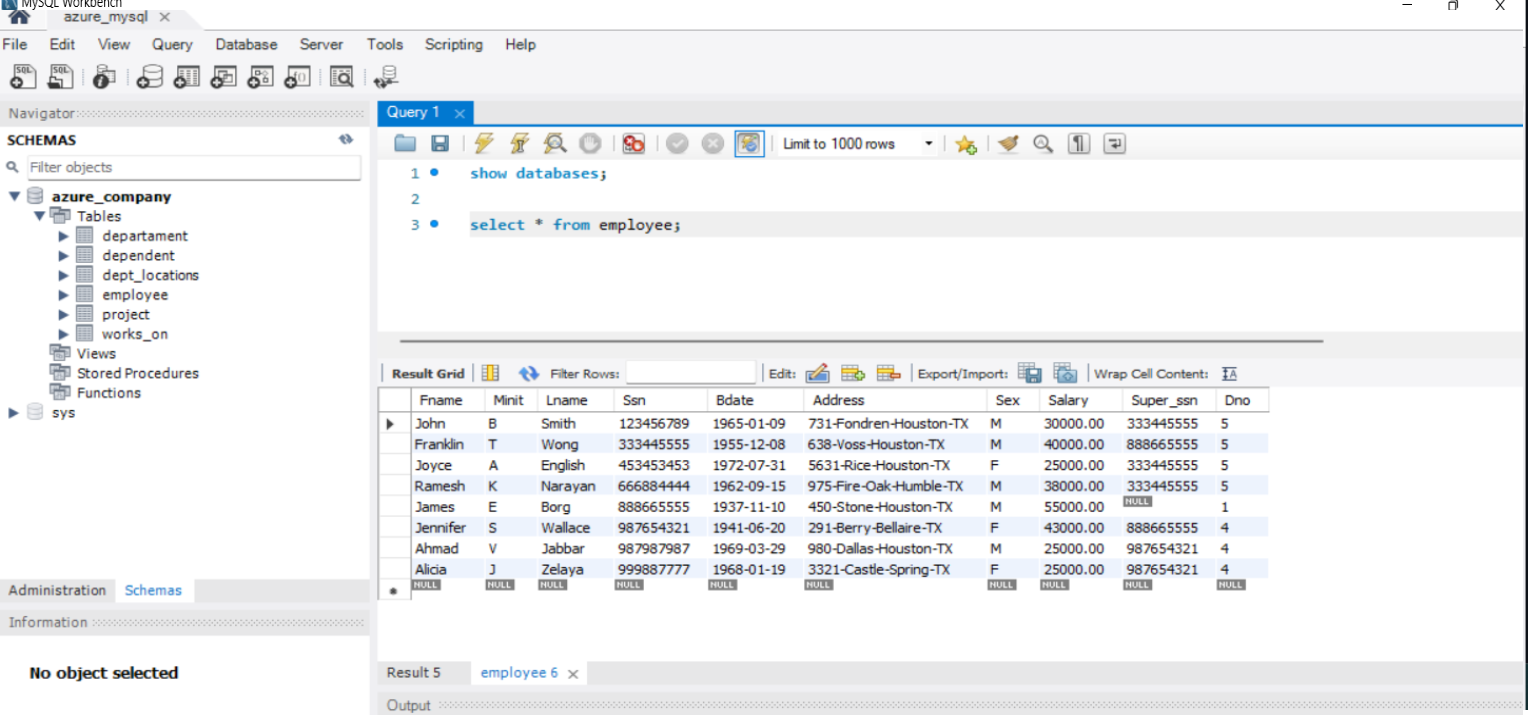 MySQL Workbench
azure_mysql
File Edit View Query Database Server Tools Scripting Help
SQL SQL
Navigator
SCHEMAS
Filter objects
azure_company
Tables
departament
dependent
dept_locations
employee
project
works_on
Views
Stored Procedures
Functions
sys
Administration Schemas
Information
No object selected
Query 1
Limit to 1000 rows
1 show databases;
2
3 select * from employee;
Result Grid Filter Rows: Edit: Export/Import: Wrap Cell Content: IA
Fname Minit Lname Ssn Bdate Address Sex Salary Super_ssn Dno
John B Smith 123456789 1965-01-09 731-Fondren-Houston-TX M 30000.00 333445555 5
Franklin T Wong 333445555 1955-12-08 638-Voss-Houston-TX M 40000.00 888665555 5
Joyce A English 453453453 1972-07-31 5631-Rice-Houston-TX F 25000.00 333445555 5
Ramesh K Narayan 666884444 1962-09-15 975-Fire-Oak-Humble-TX M 38000.00 333445555 5
James E Borg 888665555 1937-11-10 450-Stone-Houston-TX M 55000.00 NULL 1
Jennifer S Wallace 987654321 1941-06-20 291-Berry-Bellaire-TX F 43000.00 888665555 4
Ahmad V Jabbar 987987987 1969-03-29 980-Dallas-Houston-TX M 25000.00 987654321 4
Alicia J Zelaya 999887777 1968-01-19 3321-Castle-Spring-TX F 25000.00 987654321 4
NULL NULL NULL NULL NULL NULL NULL NULL NULL NULL
Result 5 employee 6
Output